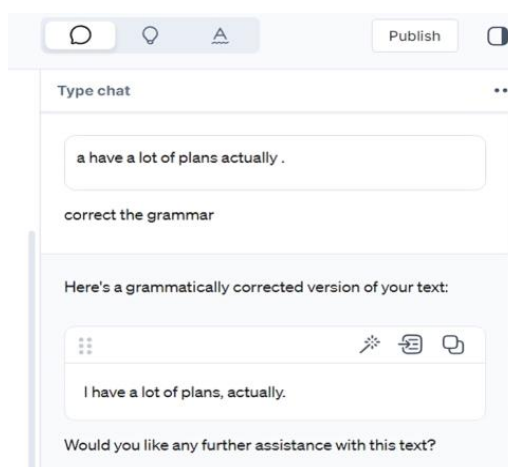 Publish
Type chat
a have a lot of plans actually .
correct the grammar
Here's a grammatically corrected version of your text:
I have a lot of plans, actually.
Would you like any further assistance with this text?